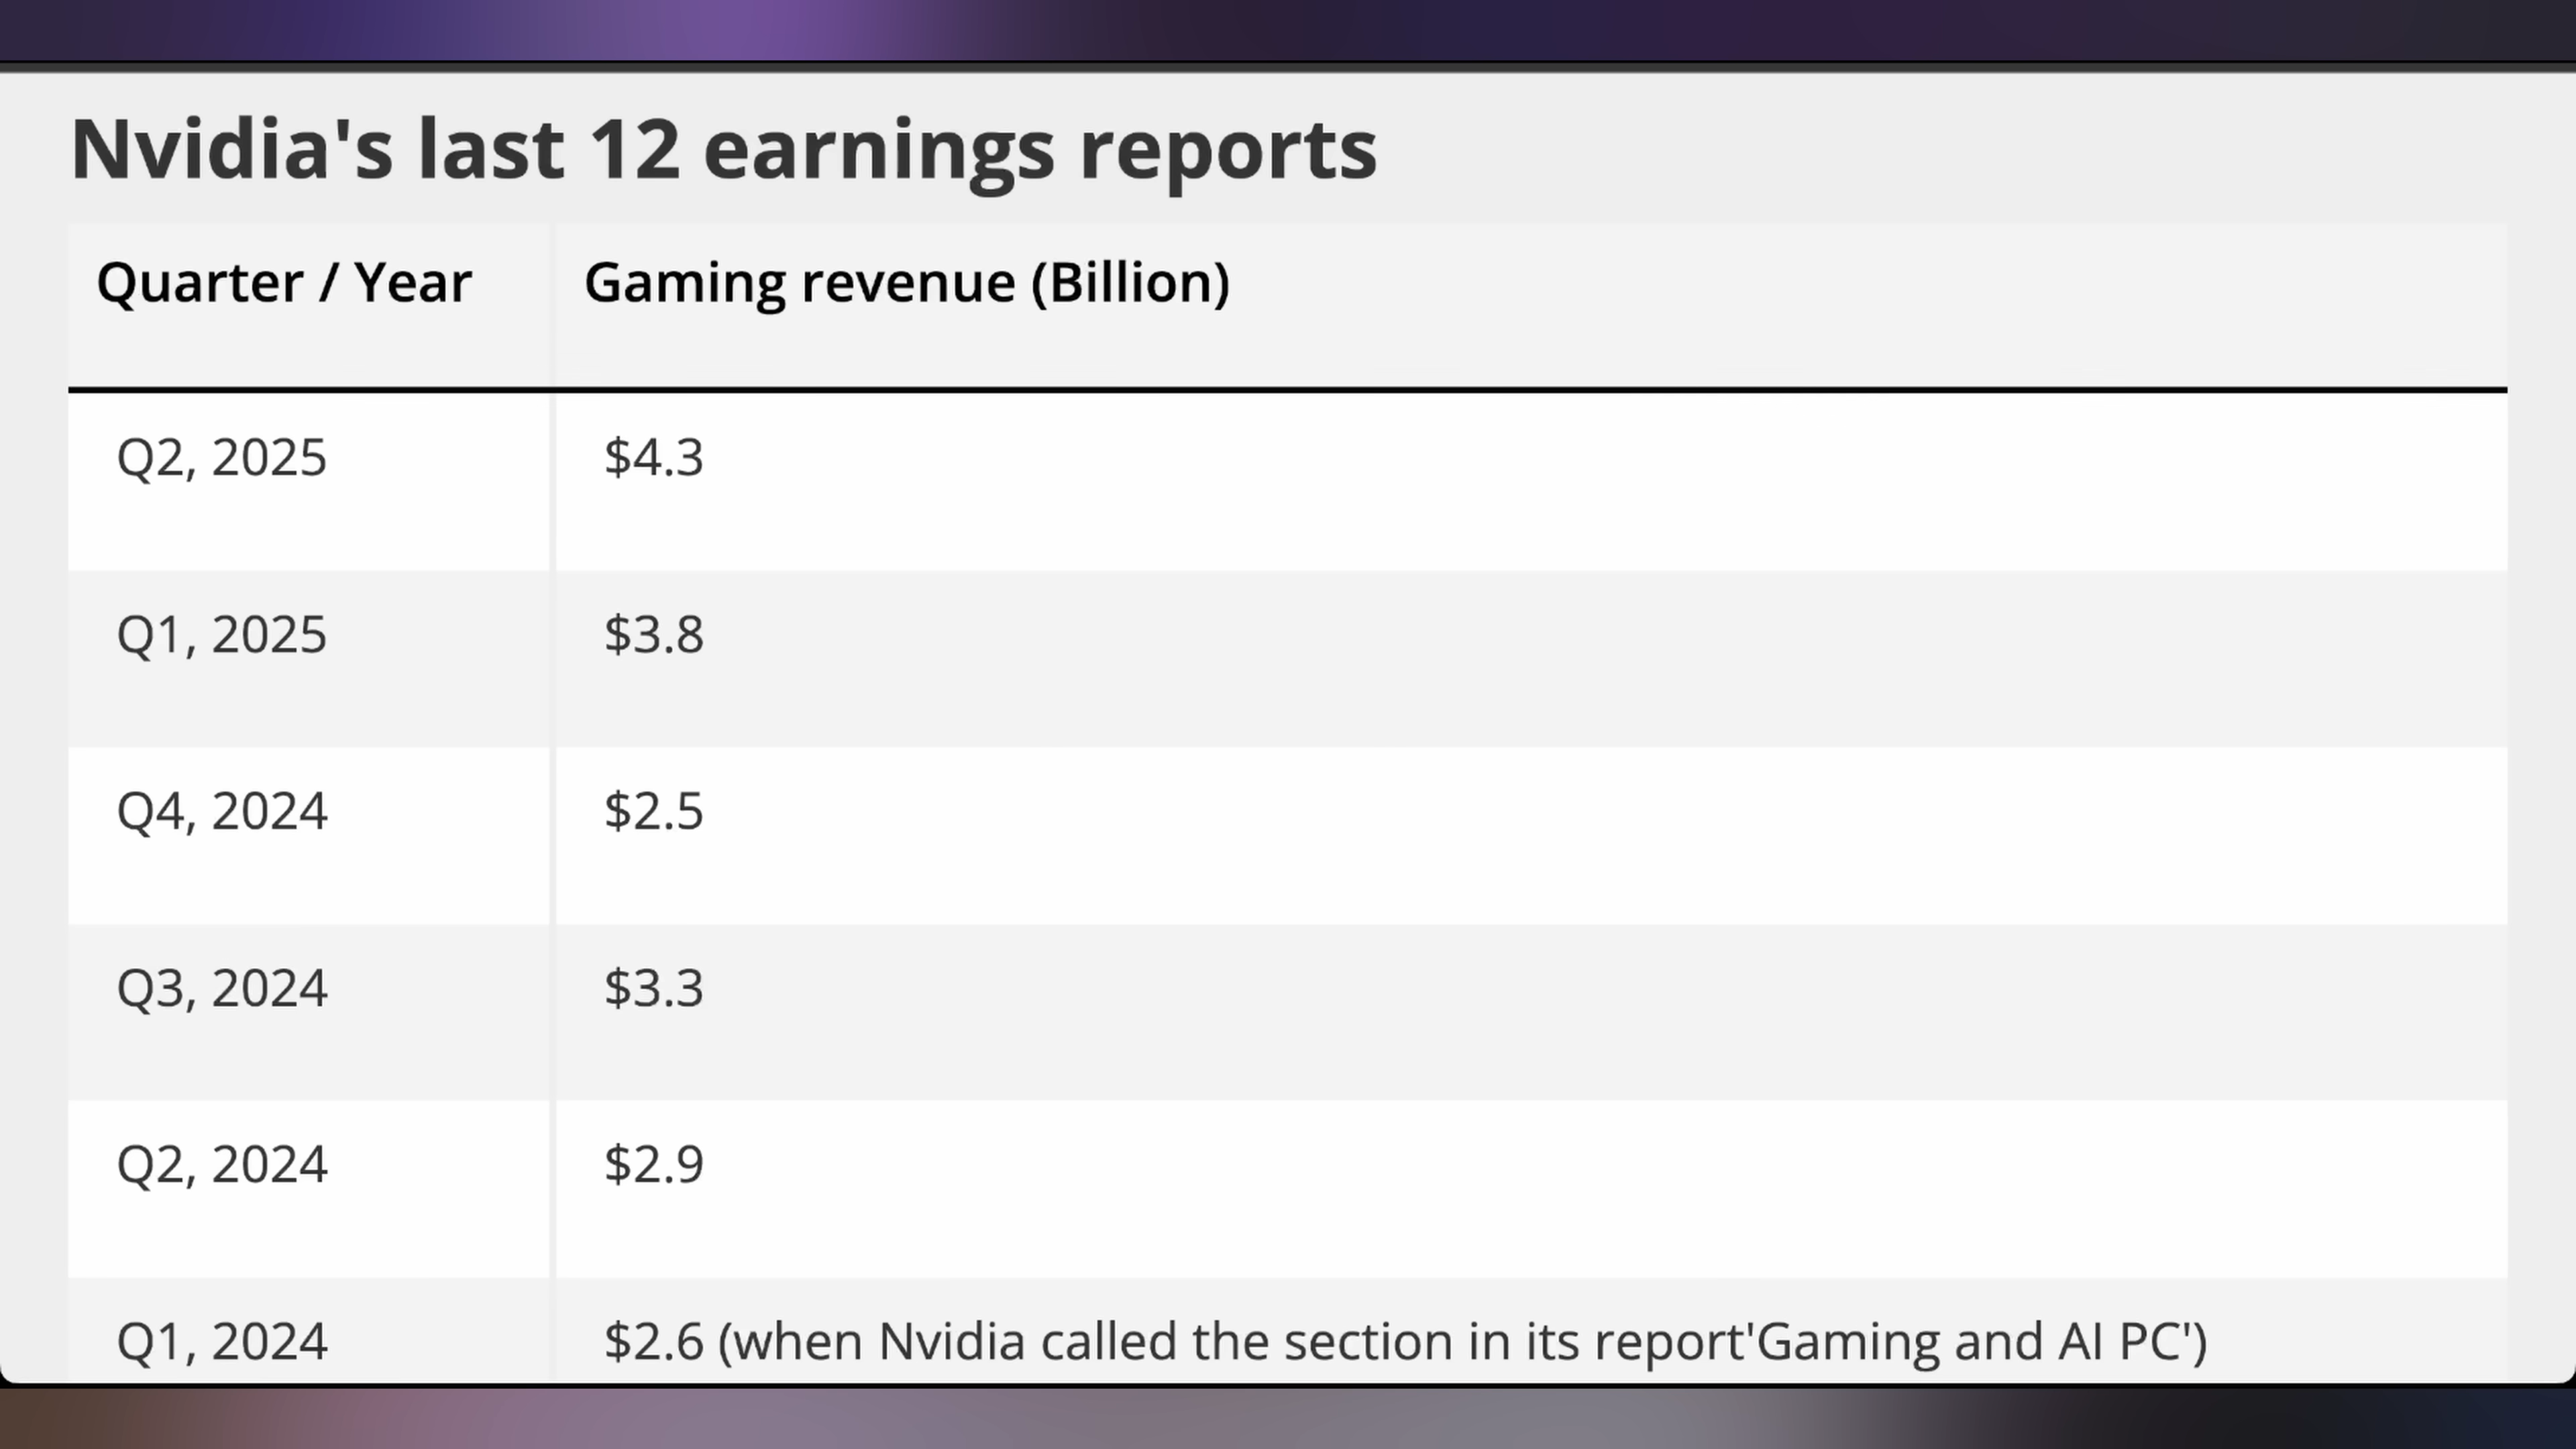 Nvidia's last 12 earnings reports
Quarter / Year Gaming revenue (Billion)
Q2, 2025 $4.3
Q1, 2025 $3.8
Q4, 2024 $2.5
Q3, 2024 $3.3
Q2, 2024 $2.9
Q1, 2024 $2.6 (when Nvidia called the section in its report'Gaming and AI PC')